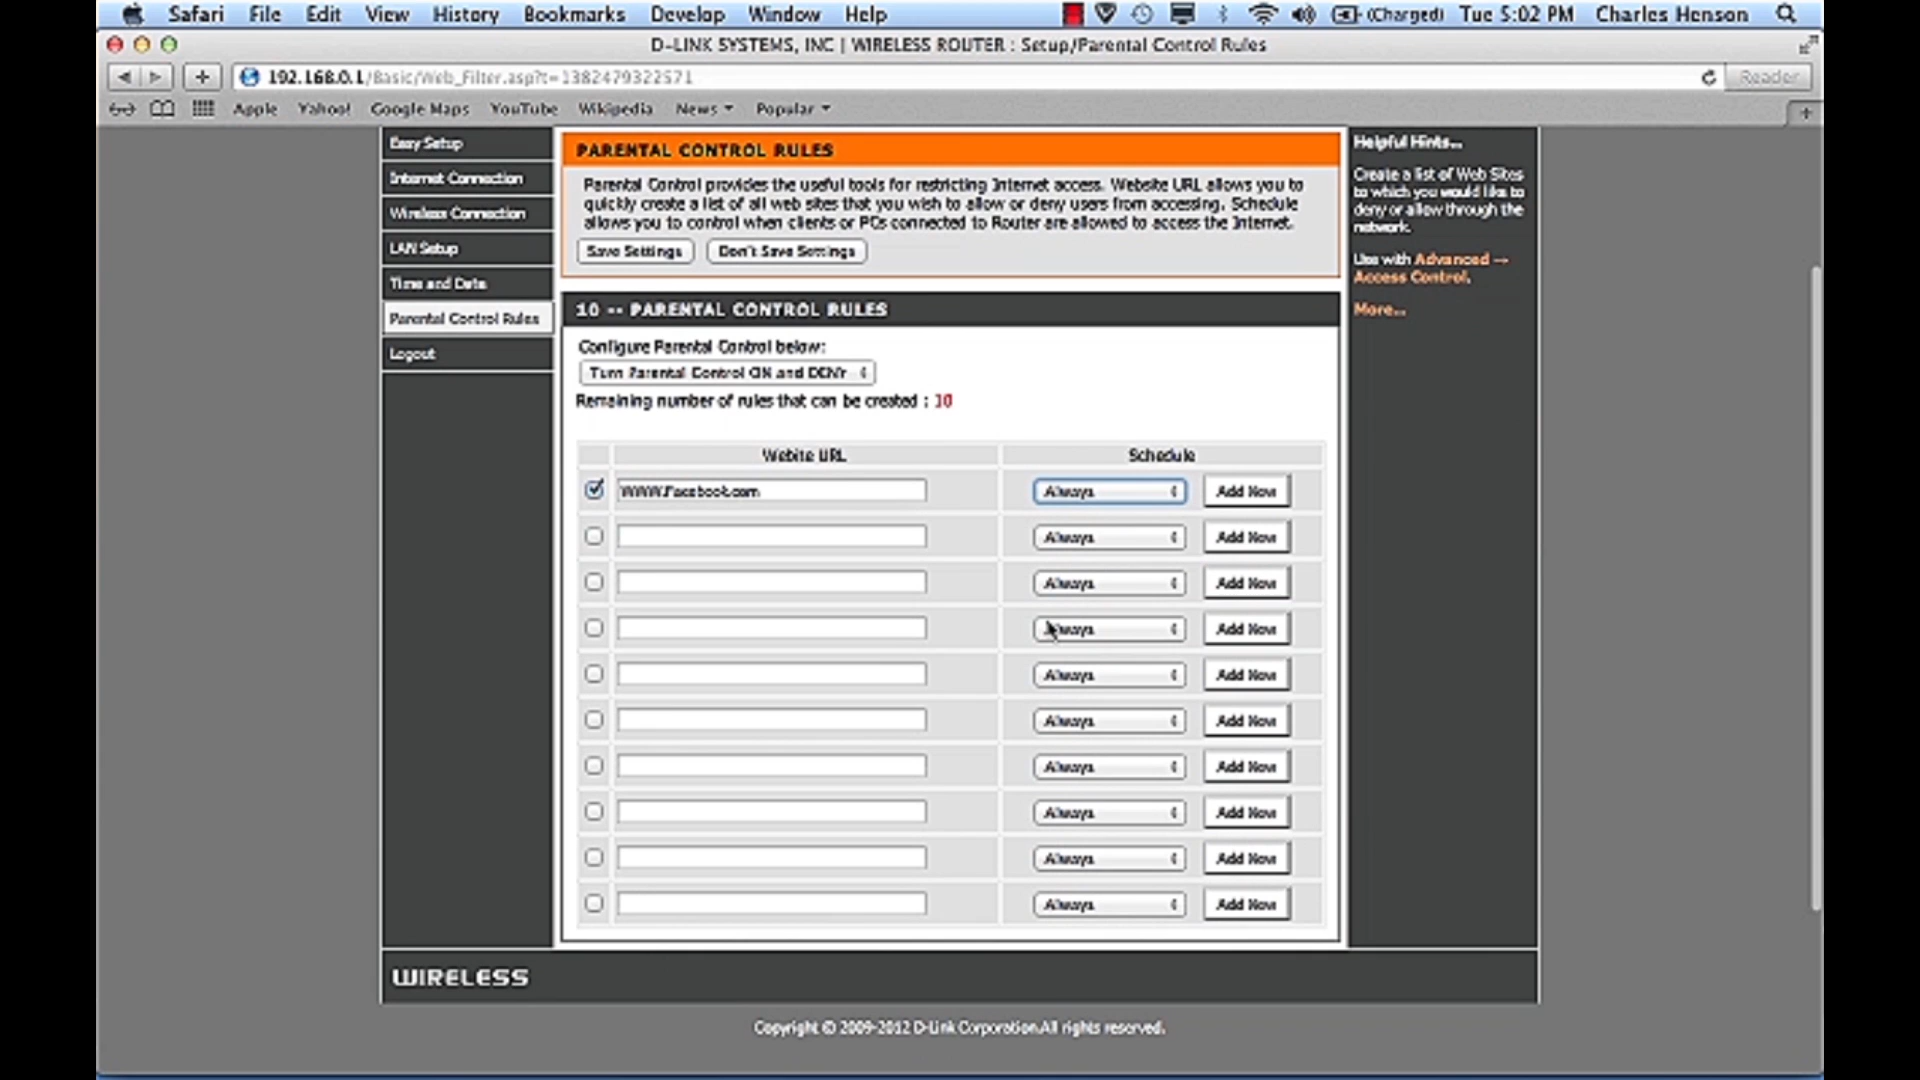 Safari File Edit View History Bookmarks Develop Window Help (Charged) Tue 5:02 PM Charles Henson
D-LINK SYSTEMS, INC | WIRELESS ROUTER : Setup/Parental Control Rules
192.168.0.1/Basic/Web_Filter.asp?t=1382479322571 Reader
Apple Yahoo! Google Maps YouTube Wikipedia News Popular
Easy Setup
Internet Connection
Wireless Connection
LAN Setup
Time and Date
Parental Control Rules
Logout
PARENTAL CONTROL RULES
Parental Control provides the useful tools for restricting Internet access. Website URL allows you to
quickly create a list of all web sites that you wish to allow or deny users from accessing. Schedule
allows you to control when clients or PCs connected to Router are allowed to access the Internet.
Save Settings Don't Save Settings
10 -- PARENTAL CONTROL RULES
Configure Parental Control below:
Turn Parental Control ON and DENY
Remaining number of rules that can be created : 10
Webite URL Schedule
WWW.Facebook.com Always Add New
Always Add New
Always Add New
Always Add New
Always Add New
Always Add New
Always Add New
Always Add New
Always Add New
Always Add New
Helpful Hints...
Create a list of Web Sites
to which you would like to
deny or allow through the
network.
Use with Advanced →
Access Control.
More...
WIRELESS
Copyright © 2009-2012 D-Link Corporation All rights reserved.